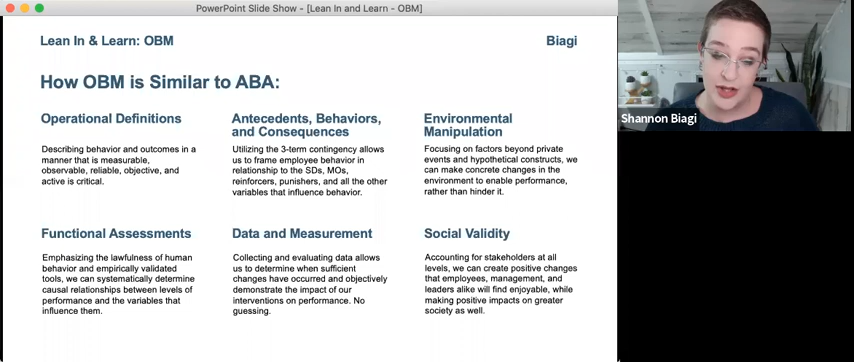 PowerPoint Slide Show - [Lean In and Learn - OBM]
Lean In & Learn: OBM
Biagi
How OBM is Similar to ABA:
Operational Definitions
Describing behavior and outcomes in a
manner that is measurable,
observable, reliable, objective, and
active is critical.
Antecedents, Behaviors,
and Consequences
Utilizing the 3-term contingency allows
us to frame employee behavior in
relationship to the SDs, MOs,
reinforcers, punishers, and all the other
variables that influence behavior.
Environmental
Manipulation
Focusing on factors beyond private
events and hypothetical constructs, we
can make concrete changes in the
environment to enable performance,
rather than hinder it.
Functional Assessments
Emphasizing the lawfulness of human
behavior and empirically validated
tools, we can systematically determine
causal relationships between levels of
performance and the variables that
influence them.
Data and Measurement
Collecting and evaluating data allows
us to determine when sufficient
changes have occurred and objectively
demonstrate the impact of our
interventions on performance. No
guessing.
Social Validity
Accounting for stakeholders at all
levels, we can create positive changes
that employees, management, and
leaders alike will find enjoyable, while
making positive impacts on greater
society as well.
Shannon Biagi